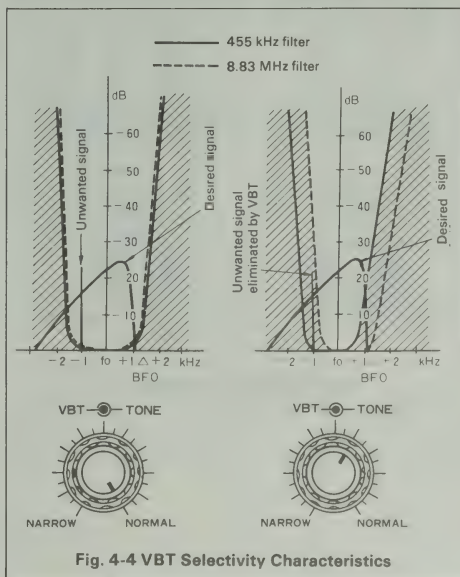 455 kHz filter
8.83 MHz filter
dB
-60
-50
-40
-30
20
-10
Unwanted signal
Desired signal
-2 -1 fo +1 Δ +2 kHz
BFO
dB
60
50
40
30
20
10
Unwanted signal
eliminated by VBT
Desired signal
2 1 fo +1 +2 kHz
BFO
VBT TONE
NARROW NORMAL
VBT TONE
NARROW NORMAL
Fig. 4-4 VBT Selectivity Characteristics